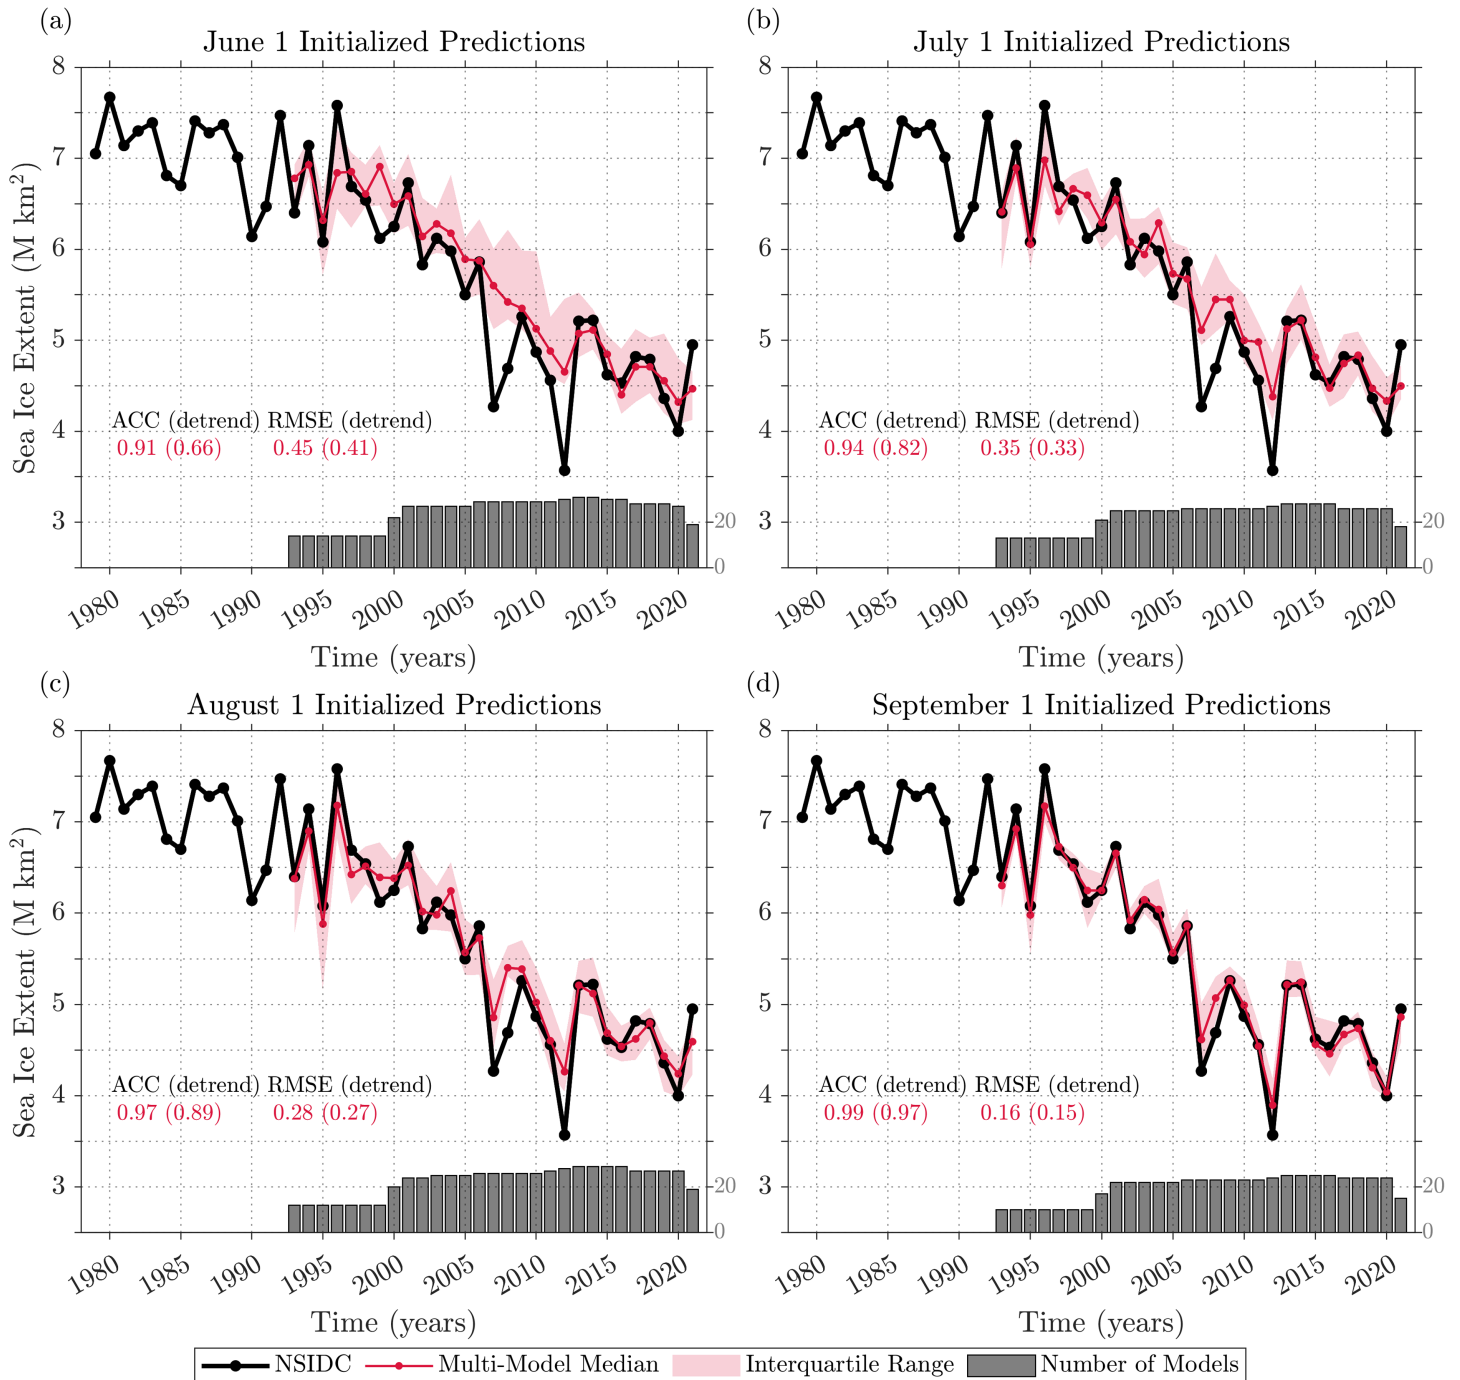 (a)
June 1 Initialized Predictions
8
7
6
5
4
3
Sea Ice Extent (M km²)
ACC (detrend) RMSE (detrend)
0.91 (0.66) 0.45 (0.41)
20
0
1980 1985 1990 1995 2000 2005 2010 2015 2020
Time (years)
(b)
July 1 Initialized Predictions
8
7
6
5
4
3
ACC (detrend) RMSE (detrend)
0.94 (0.82) 0.35 (0.33)
20
0
1980 1985 1990 1995 2000 2005 2010 2015 2020
Time (years)
(c)
August 1 Initialized Predictions
8
7
6
5
4
3
Sea Ice Extent (M km²)
ACC (detrend) RMSE (detrend)
0.97 (0.89) 0.28 (0.27)
20
0
1980 1985 1990 1995 2000 2005 2010 2015 2020
Time (years)
(d)
September 1 Initialized Predictions
8
7
6
5
4
3
ACC (detrend) RMSE (detrend)
0.99 (0.97) 0.16 (0.15)
20
0
1980 1985 1990 1995 2000 2005 2010 2015 2020
Time (years)
NSIDC Multi-Model Median Interquartile Range Number of Models